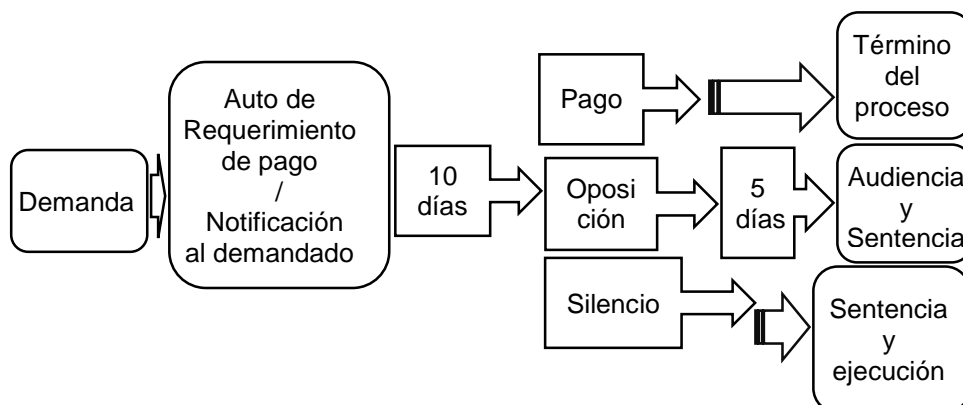 Demanda
Auto de
Requerimiento
de pago
/
Notificación
al demandado
10
días
Pago
Término
del
proceso
Oposi
ción
5
días
Audiencia
y
Sentencia
Silencio
Sentencia
y
ejecución